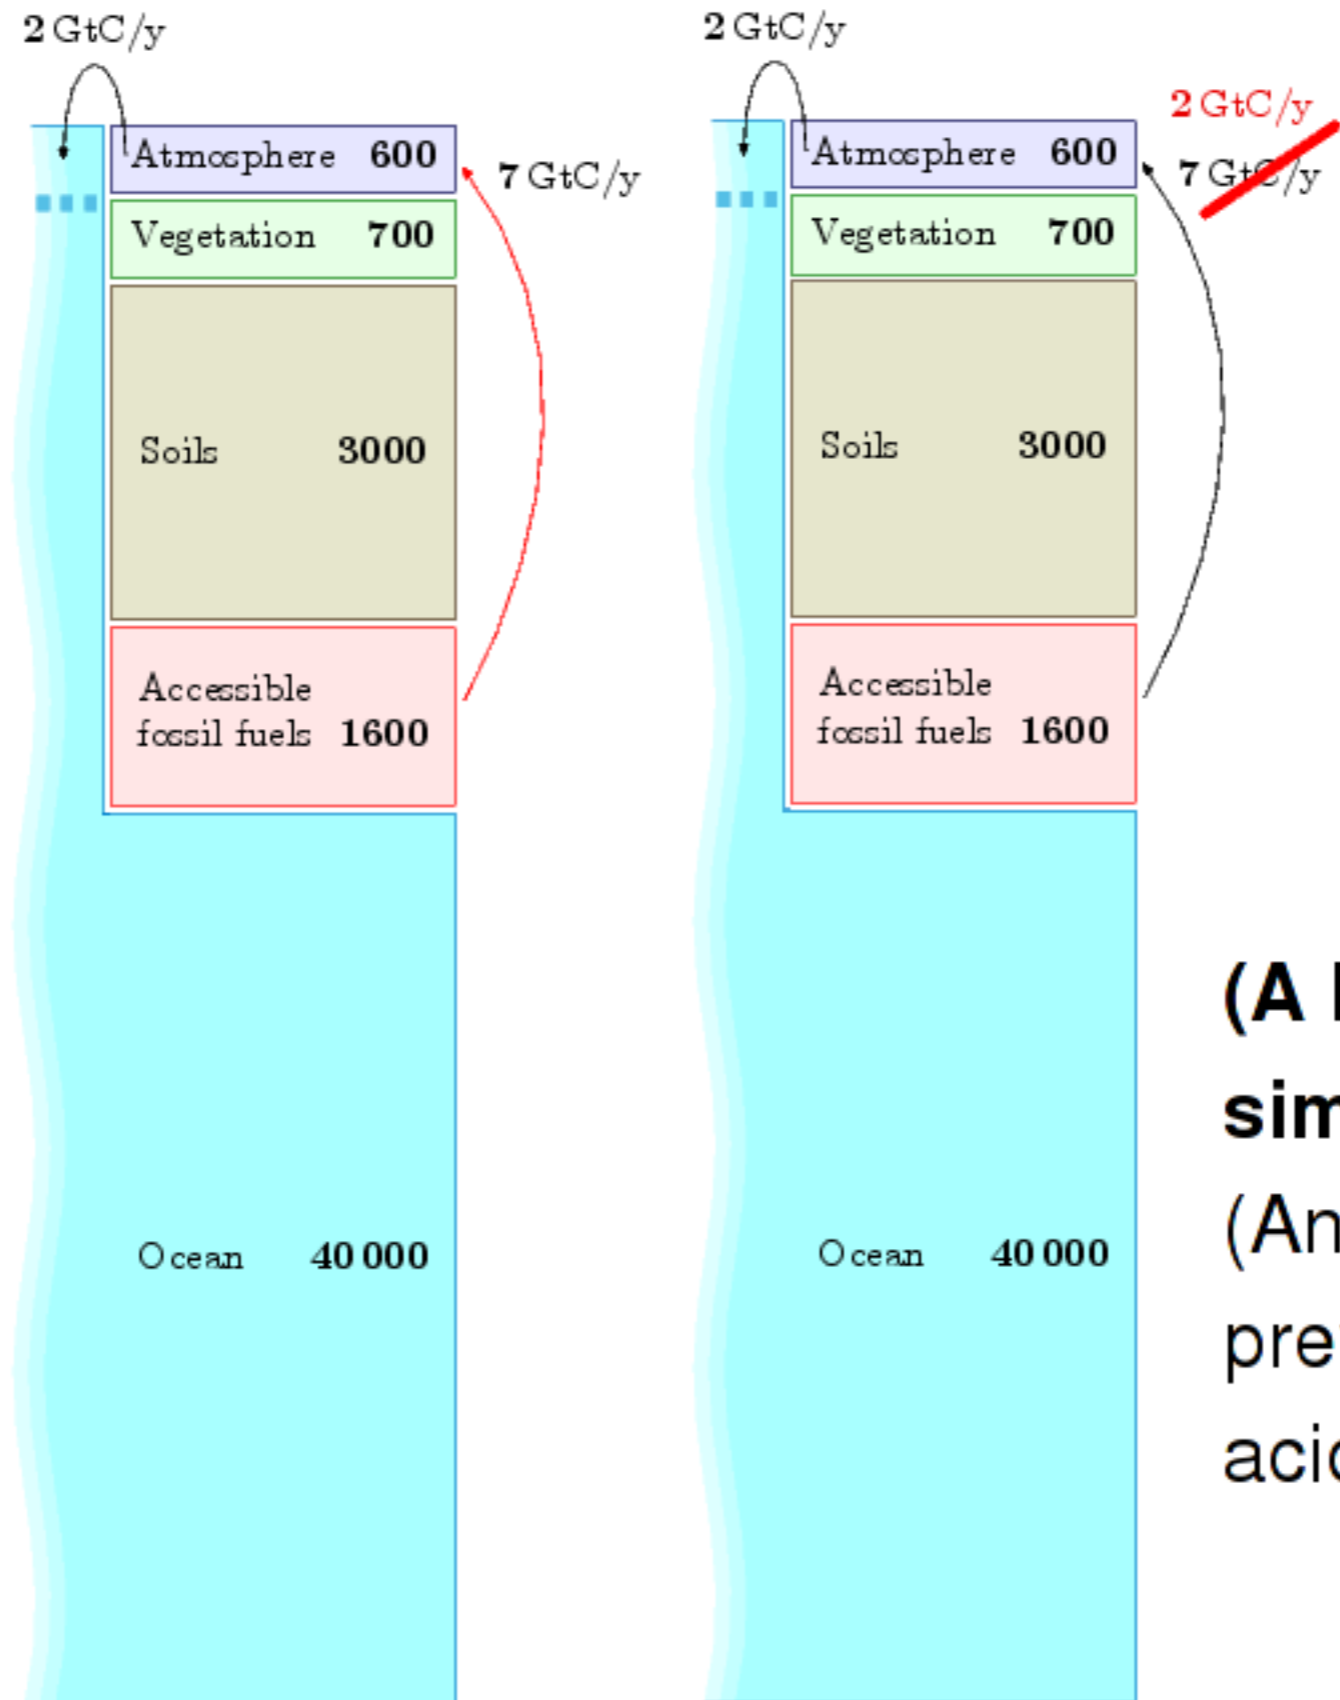 2 GtC/y
Atmosphere 600
7 GtC/y
Vegetation 700
Soils 3000
Accessible
fossil fuels 1600
Ocean 40 000
2 GtC/y
2 GtC/y
Atmosphere 600
7 GtC/y
Vegetation 700
Soils 3000
Accessible
fossil fuels 1600
Ocean 40 000
(A